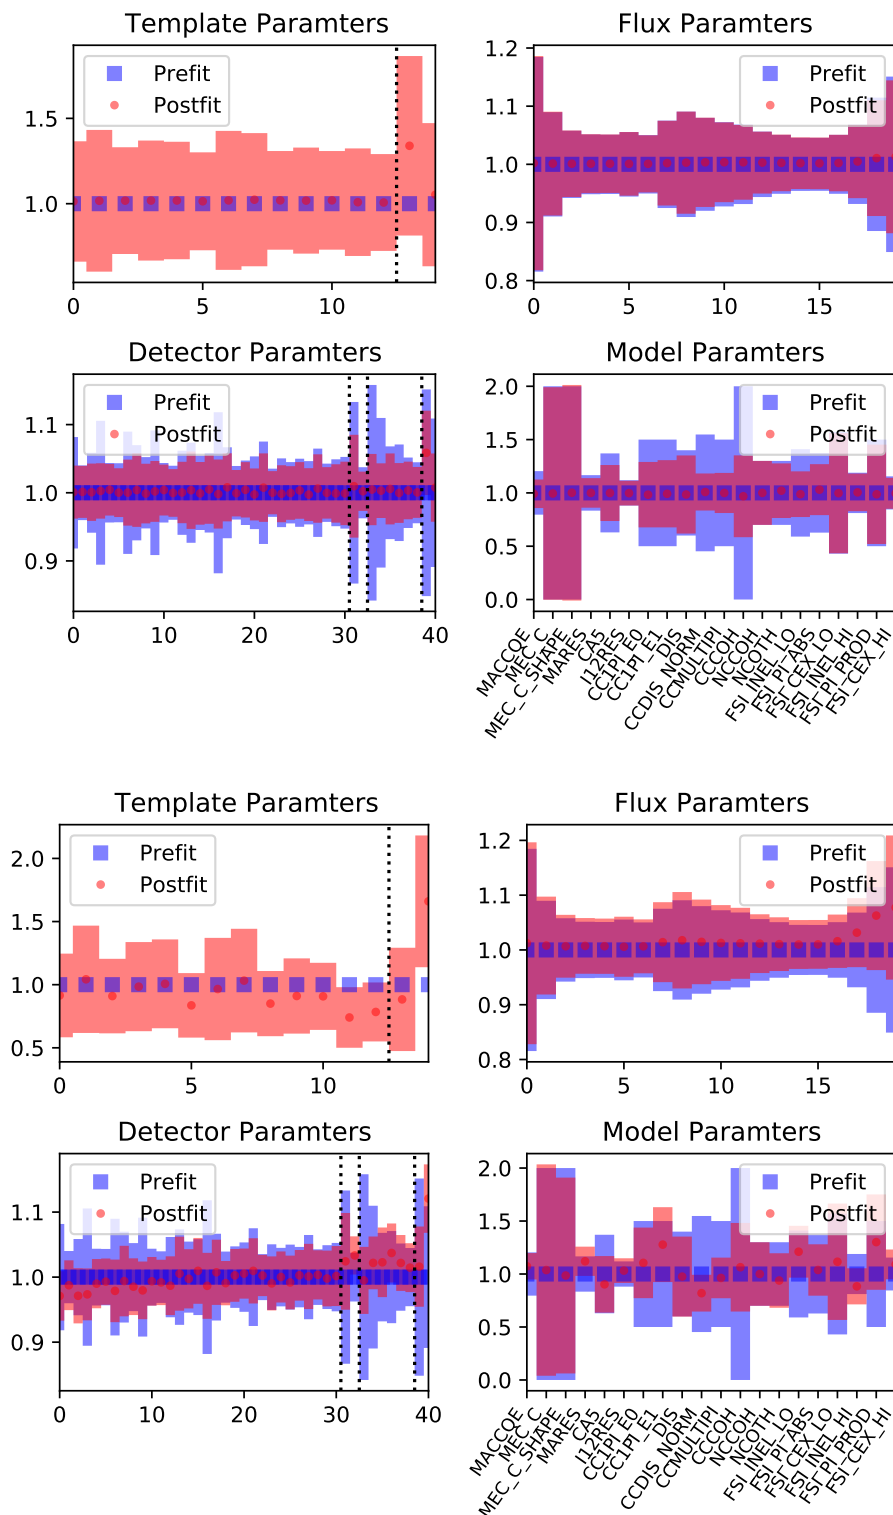 Template Paramters
Flux Paramters
Prefit
Postfit
Prefit
Postfit
1.5
1.0
0
5
10
1.2
1.1
1.0
0.9
0.8
0
5
10
15
Detector Paramters
Model Paramters
Prefit
Postfit
Prefit
Postfit
1.1
1.0
0.9
0
10
20
30
40
2.0
1.5
1.0
0.5
0.0
MACCQE
MEC_C
MEC_C_SHAPE
MARES
CA5
I12RES
CC1PI_E0
CC1PI_E1
DIS
CCDIS_NORM
CCMULTIPI
CCCOH
NCCOH
NCOTH
FSI_INEL_LO
FSI_PI_ABS
FSI_CEX_LO
FSI_INEL_HI
FSI_PI_PROD
FSI_CEX_HI
Template Paramters
Flux Paramters
Prefit
Postfit
Prefit
Postfit
2.0
1.5
1.0
0.5
0
5
10
1.2
1.1
1.0
0.9
0.8
0
5
10
15
Detector Paramters
Model Paramters
Prefit
Postfit
Prefit
Postfit
1.1
1.0
0.9
0
10
20
30
40
2.0
1.5
1.0
0.5
0.0
MACCQE
MEC_C
MEC_C_SHAPE
MARES
CA5
I12RES
CC1PI_E0
CC1PI_E1
DIS
CCDIS_NORM
CCMULTIPI
CCCOH
NCCOH
NCOTH
FSI_INEL_LO
FSI_PI_ABS
FSI_CEX_LO
FSI_INEL_HI
FSI_PI_PROD
FSI_CEX_HI